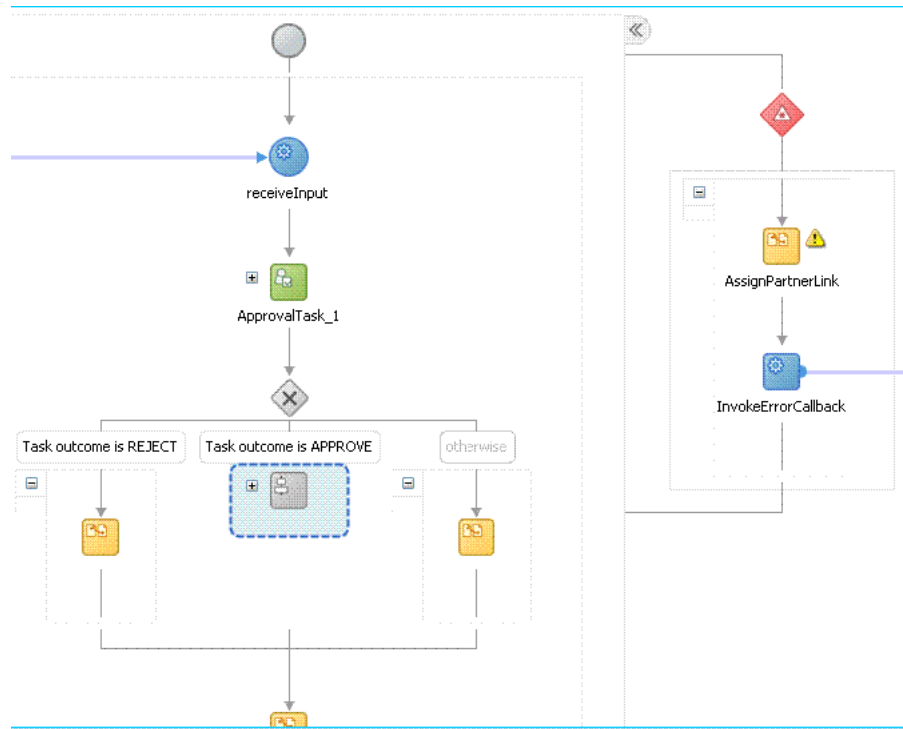 receiveInput
ApprovalTask_1
Task outcome is REJECT
Task outcome is APPROVE
otherwise
AssignPartnerLink
InvokeErrorCallback